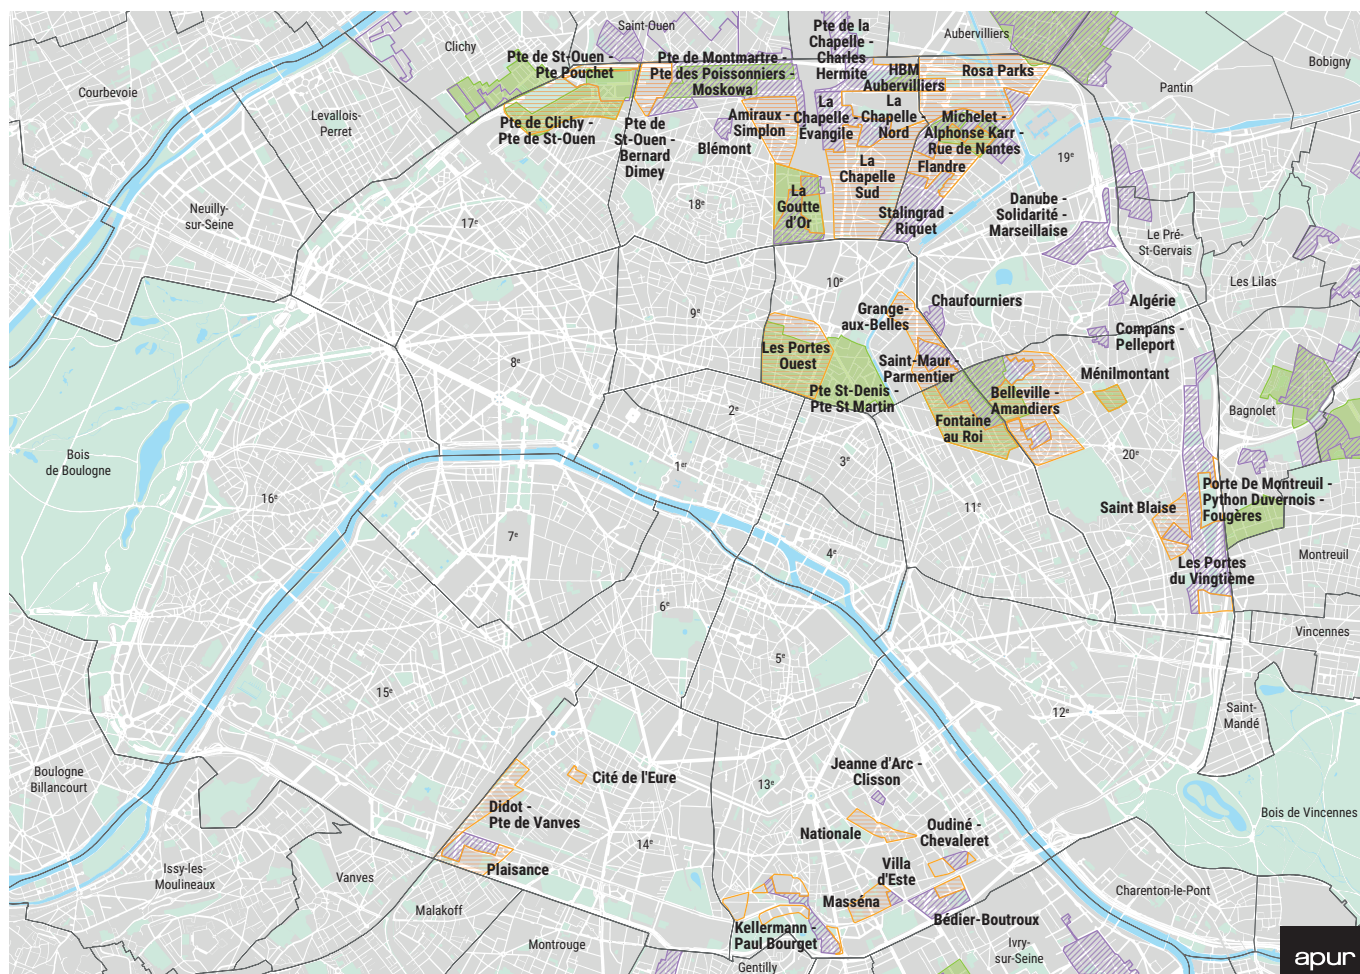 Saint-Ouen
Clichy
Pte de la
Chapelle -
Charles
Hermite
Aubervilliers
Bobigny
Pantin
Courbevoie
Pte de St-Ouen -
Pte Pouchet
Pte de Montmartre -
Pte des Poissonniers -
Moskowa
HBM
Aubervilliers
Rosa Parks
Levallois-
Perret
Pte de Clichy -
Pte de St-Ouen
Pte de
St-Ouen -
Bernard
Dimey
Blémont
Amiraux -
Simplon
La
Chapelle -
Évangile
La
Chapelle -
Nord
Michelet -
Alphonse Karr -
Rue de Nantes
Flandre
19e
La
Chapelle
Sud
La
Goutte
d'Or
Stalingrad -
Riquet
Danube -
Solidarité -
Marseillaise
Le Pré-
St-Gervais
Les Lilas
Neuilly-
sur-Seine
17e
18e
10e
9e
8e
Grange-
aux-Belles
Chaufourniers
Algérie
Compans -
Pelleport
Les Portes
Ouest
Saint-Maur -
Parmentier
Ménilmontant
Pte St-Denis -
Pte St Martin
Belleville -
Amandiers
Fontaine
au Roi
Bagnolet
2e
3e
1er
20e
Bois
de Boulogne
16e
7e
11e
4e
Saint Blaise
Porte De Montreuil -
Python Duvernois -
Fougères
Montreuil
Les Portes
du Vingtième
6e
5e
Vincennes
15e
12e
Saint-
Mandé
Boulogne
Billancourt
Cité de l'Eure
Didot -
Pte de Vanves
Plaisance
14e
13e
Jeanne d'Arc -
Clisson
Nationale
Oudiné -
Chevaleret
Villa
d'Este
Masséna
Bédier-Boutroux
Kellermann -
Paul Bourget
Bois de Vincennes
Issy-les-
Moulineaux
Vanves
Malakoff
Montrouge
Gentilly
Ivry-
sur-Seine
Charenton-le-Pont
apur